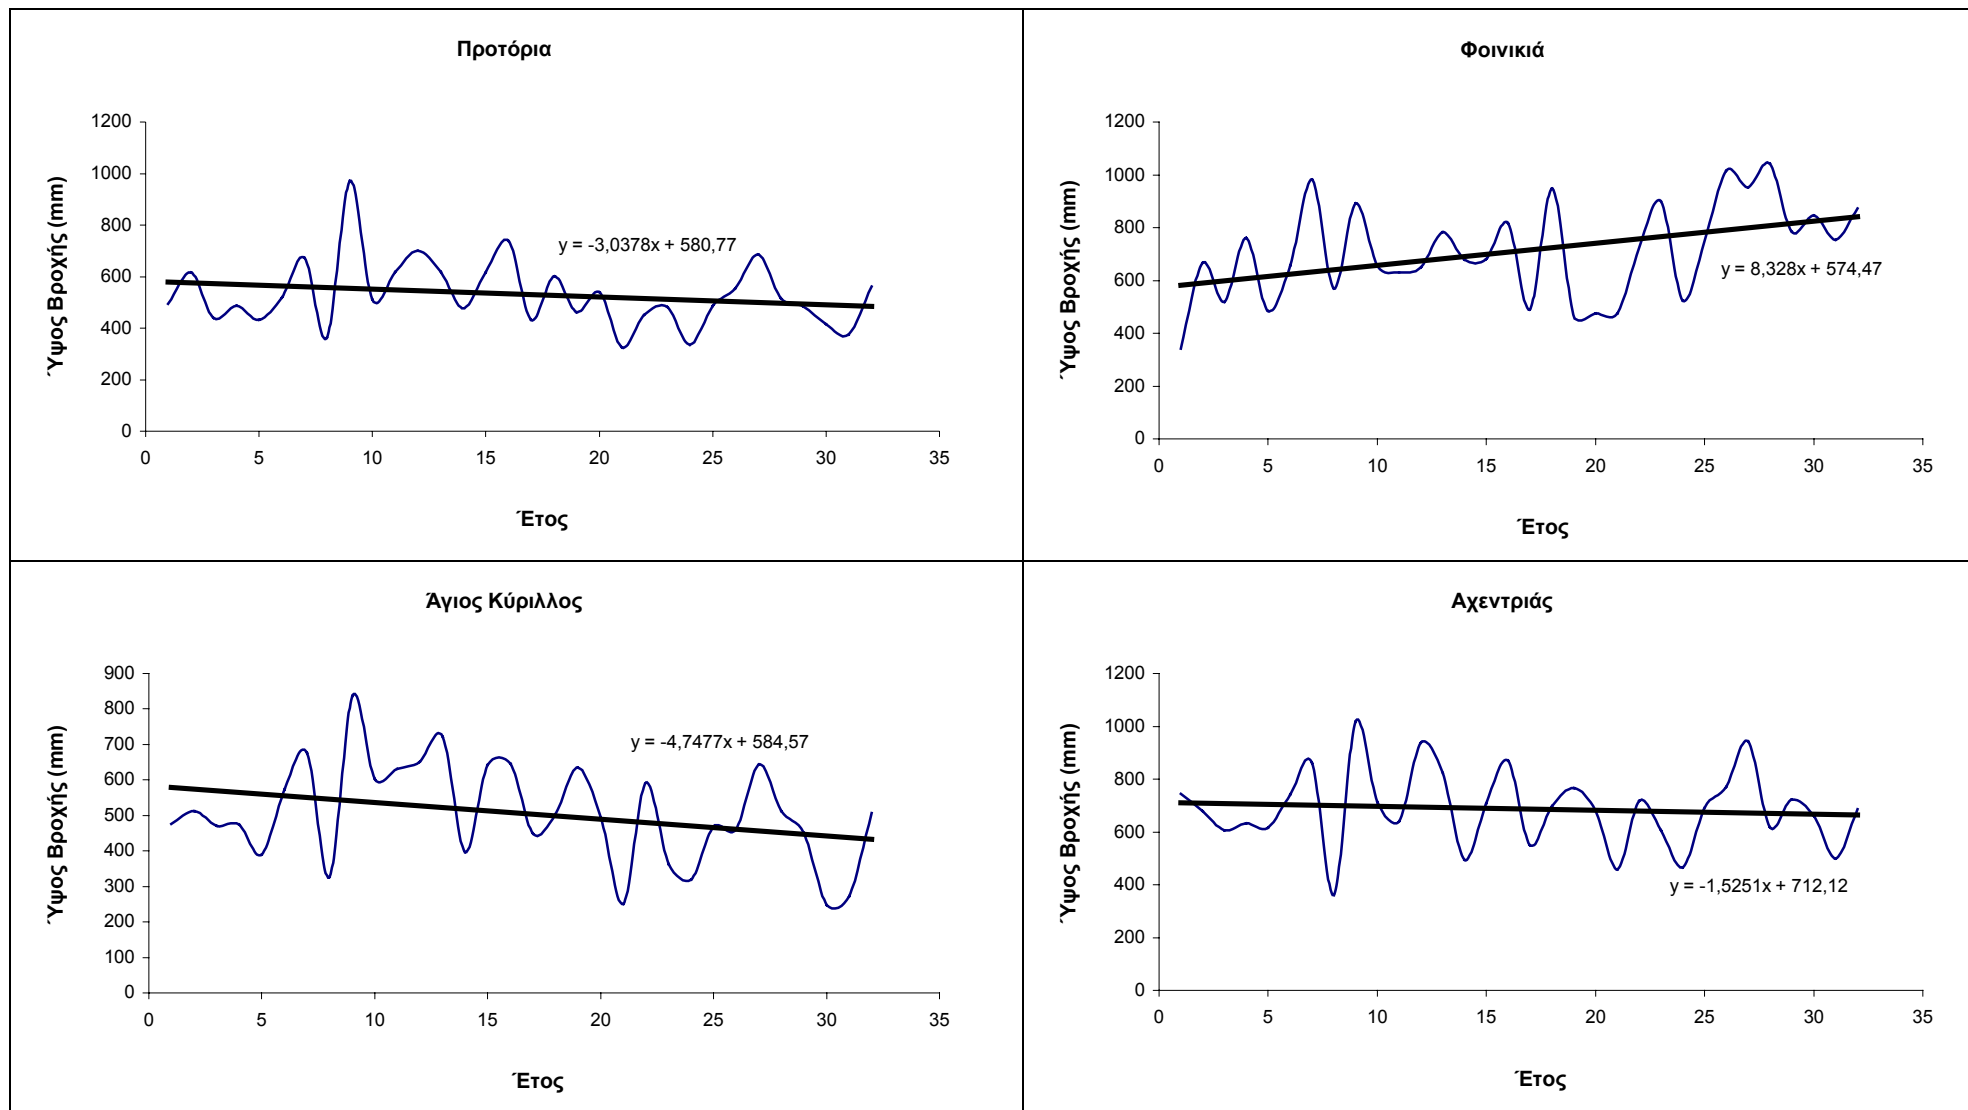 Προτόρια
1200
1000
800
600
400
200
0
0 5 10 15 20 25 30 35
Ύψος Βροχής (mm)
Έτος
y = -3,0378x + 580,77
Φοινικιά
1200
1000
800
600
400
200
0
0 5 10 15 20 25 30 35
Ύψος Βροχής (mm)
Έτος
y = 8,328x + 574,47
Άγιος Κύριλλος
900
800
700
600
500
400
300
200
100
0
0 5 10 15 20 25 30 35
Ύψος Βροχής (mm)
Έτος
y = -4,7477x + 584,57
Αχεντριάς
1200
1000
800
600
400
200
0
0 5 10 15 20 25 30 35
Ύψος Βροχής (mm)
Έτος
y = -1,5251x + 712,12